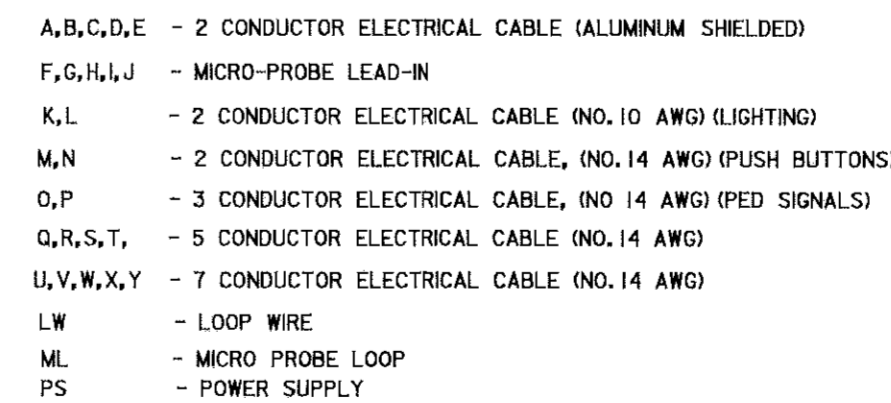 A,B,C,D,E - 2 CONDUCTOR ELECTRICAL CABLE (ALUMINUM SHIELDED)
F,G,H,I,J - MICRO-PROBE LEAD-IN
K,L - 2 CONDUCTOR ELECTRICAL CABLE (NO. 10 AWG) (LIGHTING)
M,N - 2 CONDUCTOR ELECTRICAL CABLE, (NO. 14 AWG) (PUSH BUTTONS)
O,P - 3 CONDUCTOR ELECTRICAL CABLE, (NO 14 AWG) (PED SIGNALS)
Q,R,S,T, - 5 CONDUCTOR ELECTRICAL CABLE (NO. 14 AWG)
U,V,W,X,Y - 7 CONDUCTOR ELECTRICAL CABLE (NO. 14 AWG)
LW - LOOP WIRE
ML - MICRO PROBE LOOP
PS - POWER SUPPLY